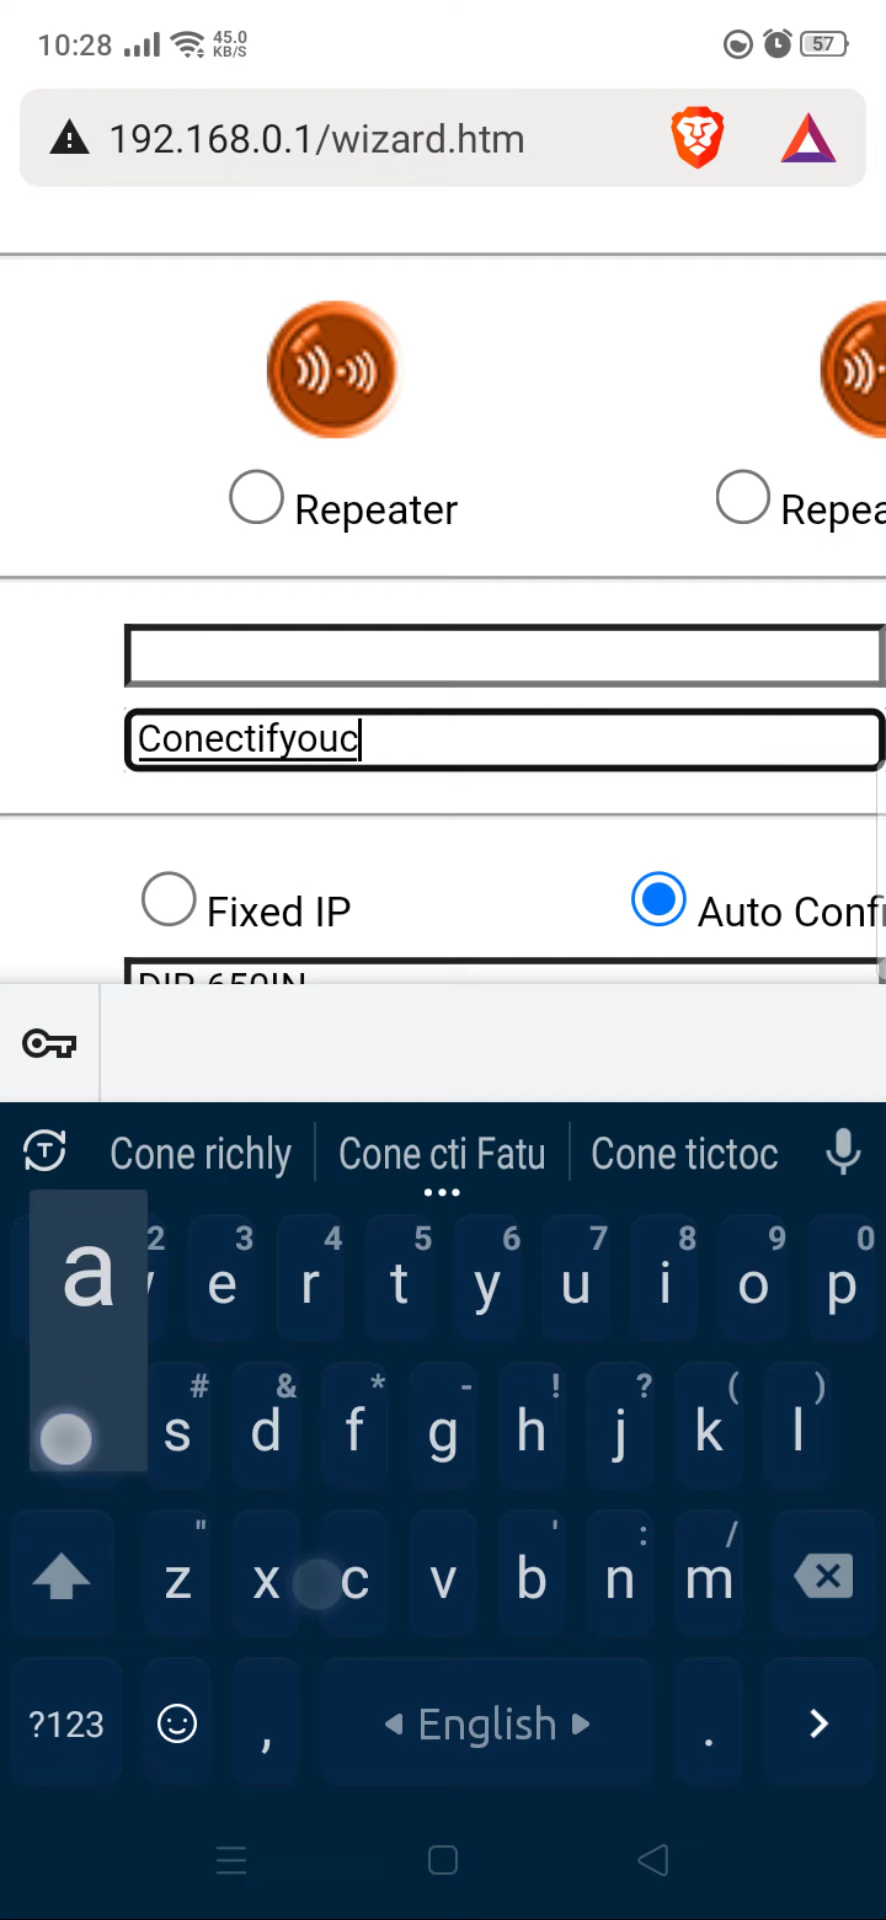 10:28 45.0 KB/S 57
192.168.0.1/wizard.htm
Repeater Repea
Conectifyouc
Fixed IP Auto Confi
DIR-650IN
Cone richly Cone cti Fatu Cone tictoc
a 2 3 4 5 6 7 8 9 0
e r t y u i o p
# & * - ! ? ( )
s d f g h j k l
" ' : /
z x c v b n m
?123 , English . >